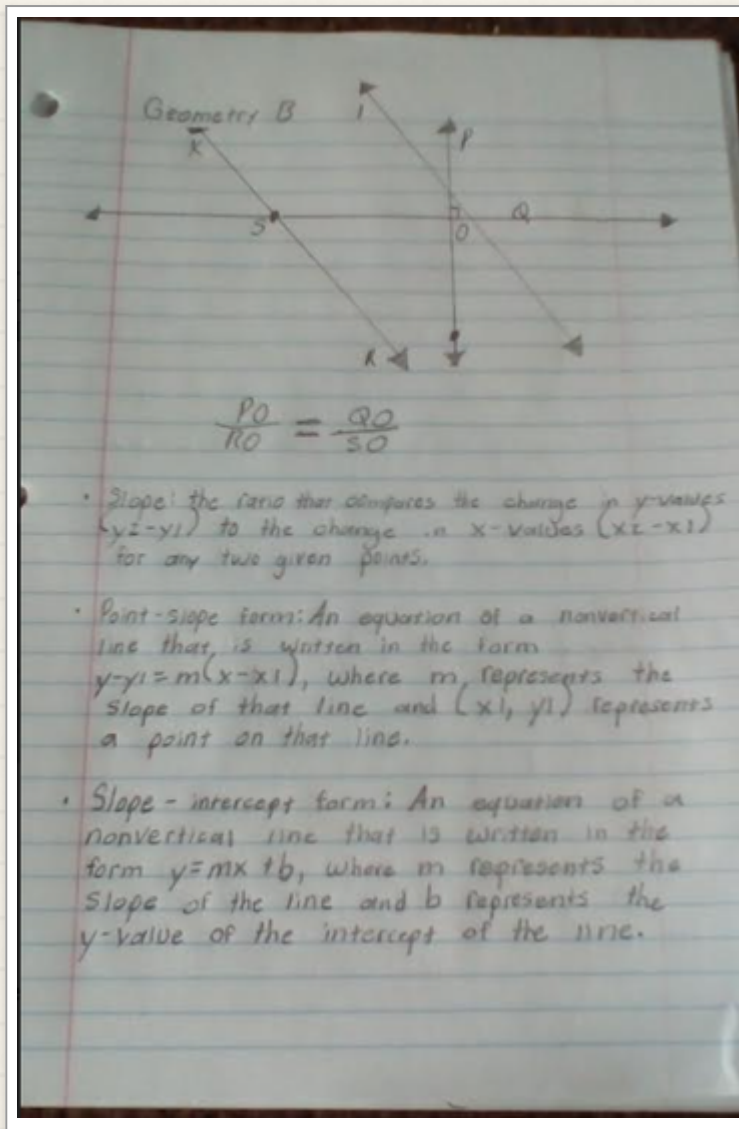 Geometry B
l
K
P
S
O
Q
R
PO/RO = QO/SO
• Slope: the ratio that compares the change in y-values
(y2-y1) to the change in x-values (x2-x1)
for any two given points.
• Point-slope form: An equation of a nonvertical
line that is written in the form
y-y1=m(x-x1), where m represents the
slope of that line and (x1, y1) represents
a point on that line.
• Slope-intercept form: An equation of a
nonvertical line that is written in the
form y=mx+b, where m represents the
slope of the line and b represents the
y-value of the intercept of the line.